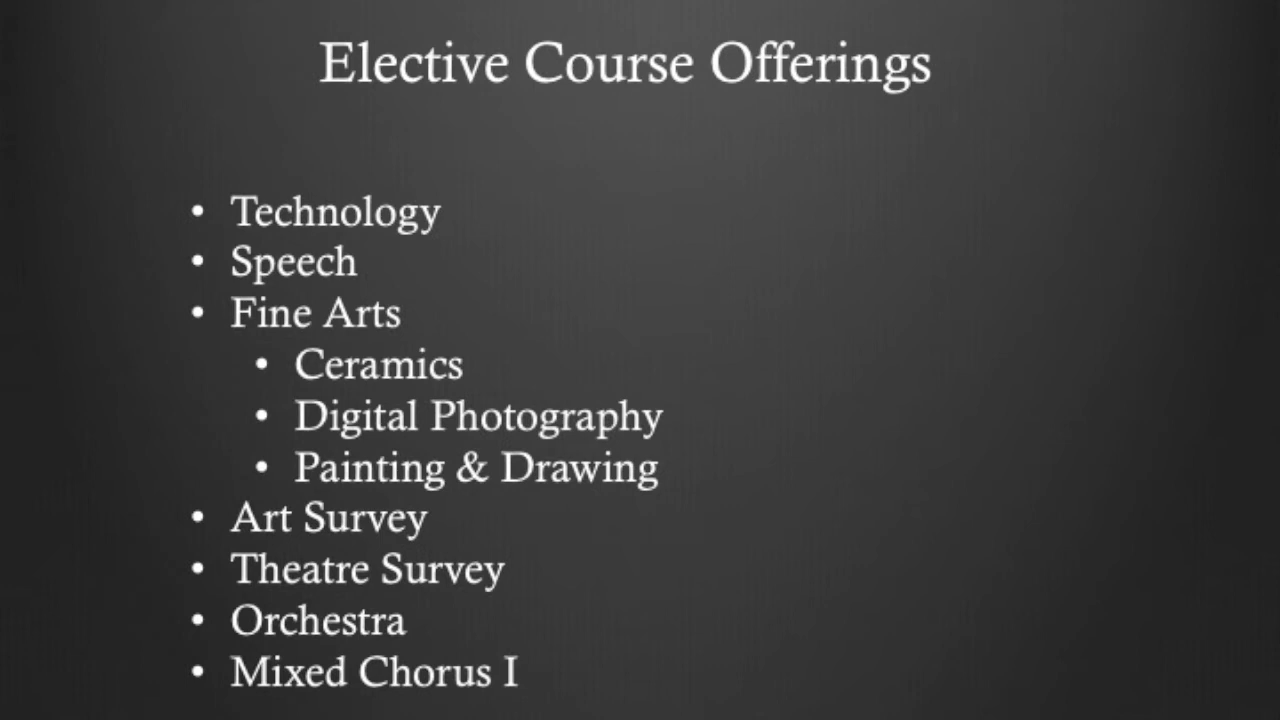 Elective Course Offerings
• Technology
• Speech
• Fine Arts
• Ceramics
• Digital Photography
• Painting & Drawing
• Art Survey
• Theatre Survey
• Orchestra
• Mixed Chorus I